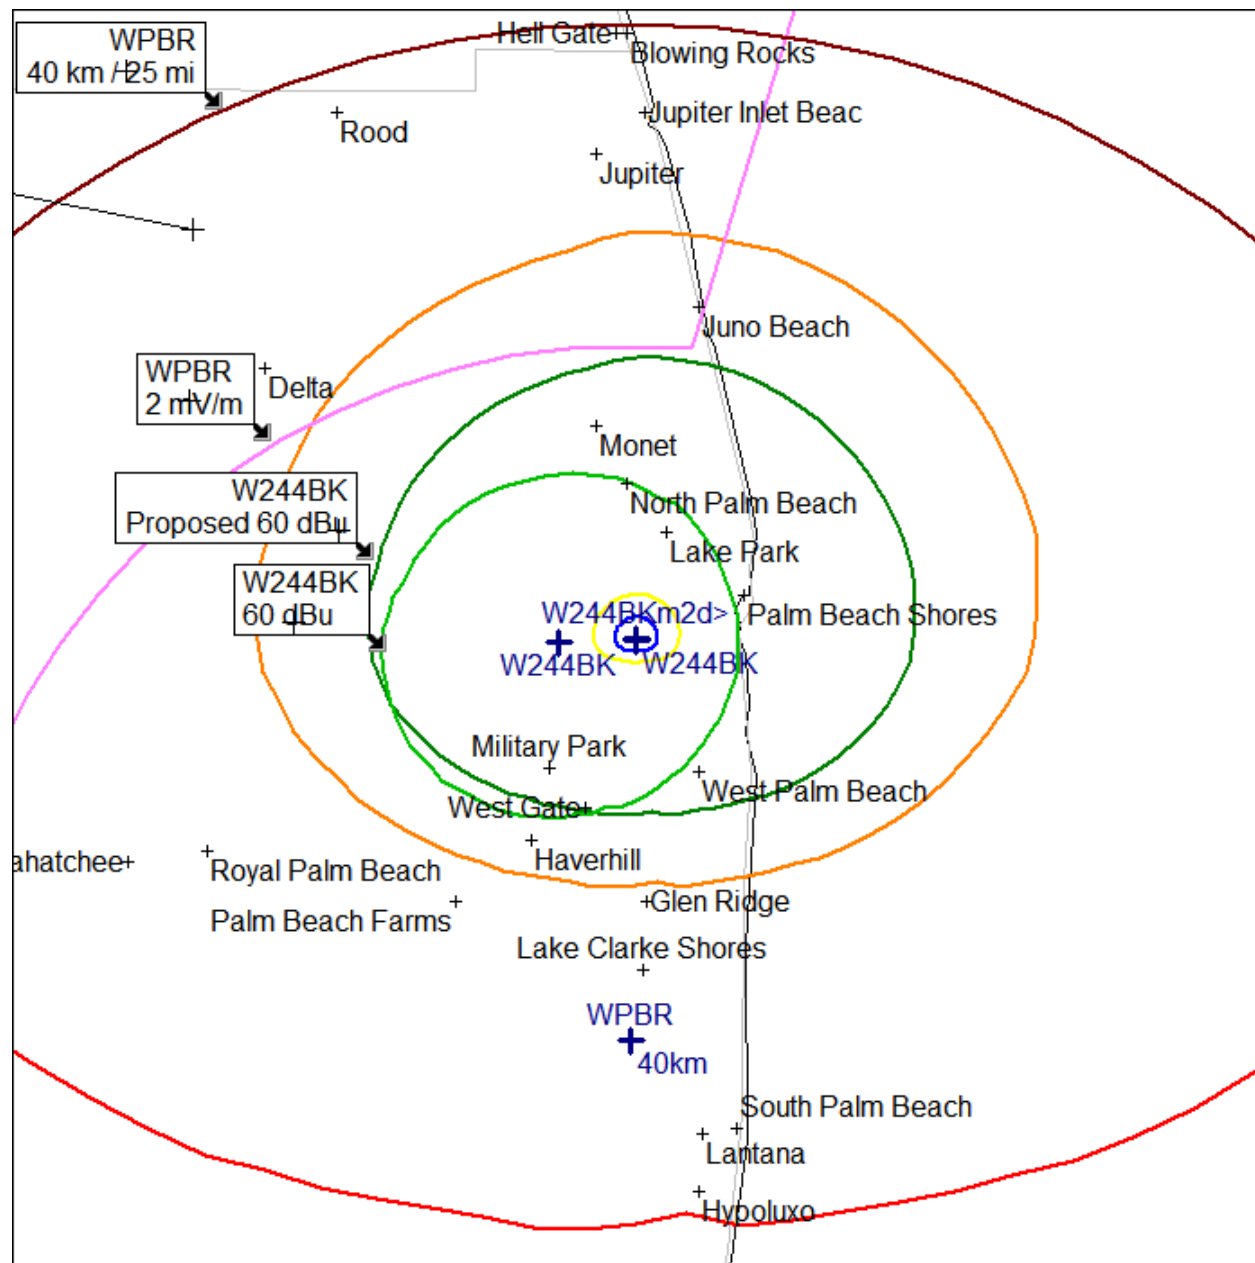 Hell Gate
WPBR
40 km / 25 mi
Blowing Rocks
Jupiter Inlet Beac
Rood
Jupiter
Juno Beach
WPBR
2 mV/m
Delta
Monet
W244BK
Proposed 60 dBu
North Palm Beach
Lake Park
W244BK
60 dBu
W244BKm2d>
Palm Beach Shores
W244BK
W244BK
Military Park
West Palm Beach
West Gate
Haverhill
ahatchee
Royal Palm Beach
Glen Ridge
Palm Beach Farms
Lake Clarke Shores
WPBR
40km
South Palm Beach
Lantana
Hypoluxo